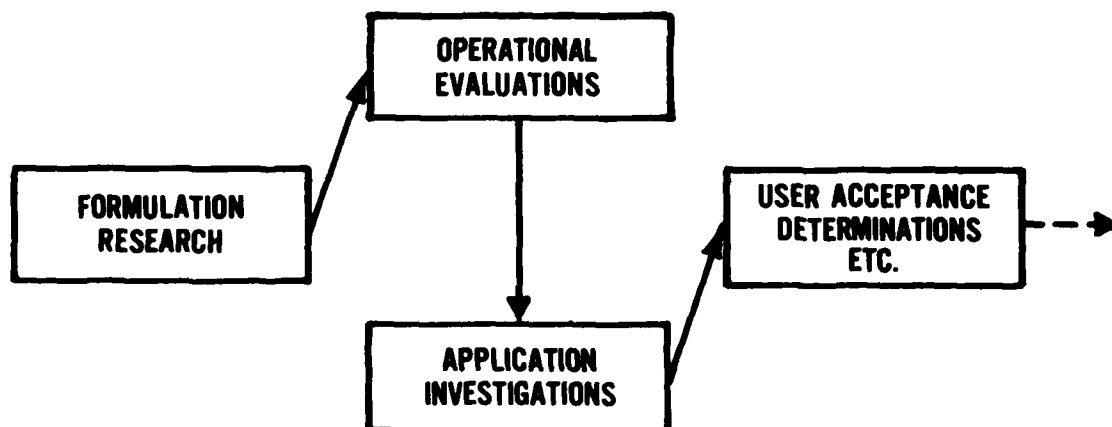 OPERATIONAL
EVALUATIONS
FORMULATION
RESEARCH
USER ACCEPTANCE
DETERMINATIONS
ETC.
APPLICATION
INVESTIGATIONS